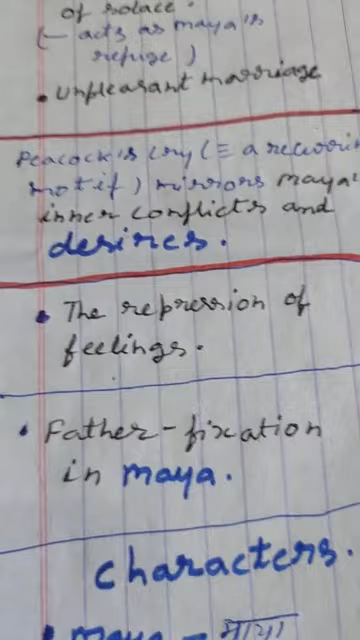 of solace.
(- acts as maya's
refuge)
• Unpleasant marriage
Peacock's cry (= a recurrin
motif) mirrors maya'
inner conflicts and
desires.
• The repression of
feelings.
• Father-fixation
in maya.
characters.
• maya -